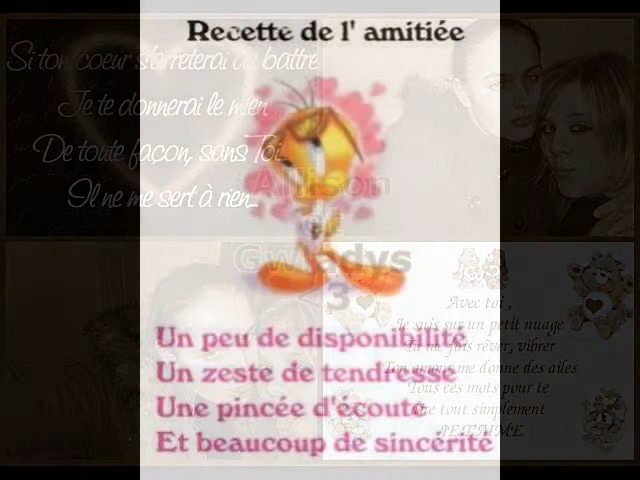 Recette de l' amitiée
Si ton coeur s'arreterai de battre
Je te donnerai le mien
De toute façon, sans Toi
Il ne me sert à rien...
Allison
et
Gwladys
3
Un peu de disponibilité
Un zeste de tendresse
Une pincée d'écoute
Et beaucoup de sincérité
Avec toi ,
Je suis sur un petit nuage
Tu me fais rêver, vibrer
Ton amour me donne des ailes
Tous ces mots pour te
dire tout simplement
JE T'AIME